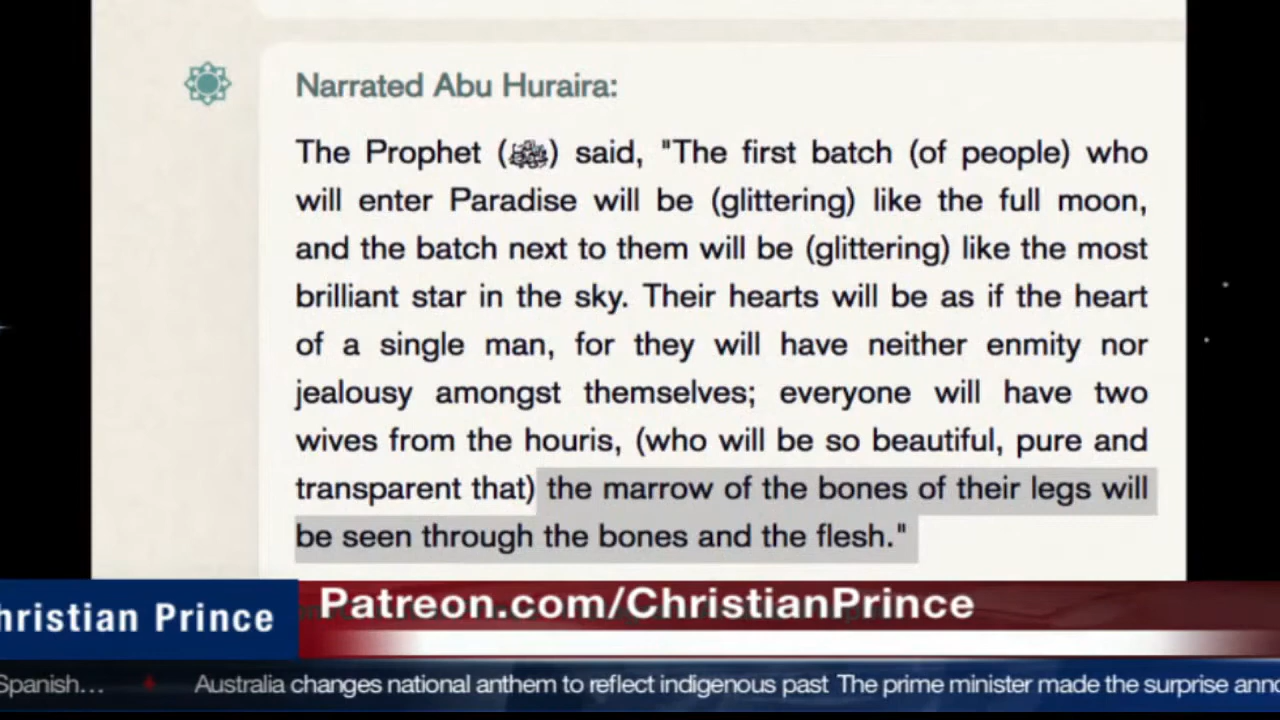 Narrated Abu Huraira:
The Prophet (ﷺ) said, "The first batch (of people) who
will enter Paradise will be (glittering) like the full moon,
and the batch next to them will be (glittering) like the most
brilliant star in the sky. Their hearts will be as if the heart
of a single man, for they will have neither enmity nor
jealousy amongst themselves; everyone will have two
wives from the houris, (who will be so beautiful, pure and
transparent that) the marrow of the bones of their legs will
be seen through the bones and the flesh."
hristian Prince
Patreon.com/ChristianPrince
Spanish... Australia changes national anthem to reflect indigenous past The prime minister made the surprise anno